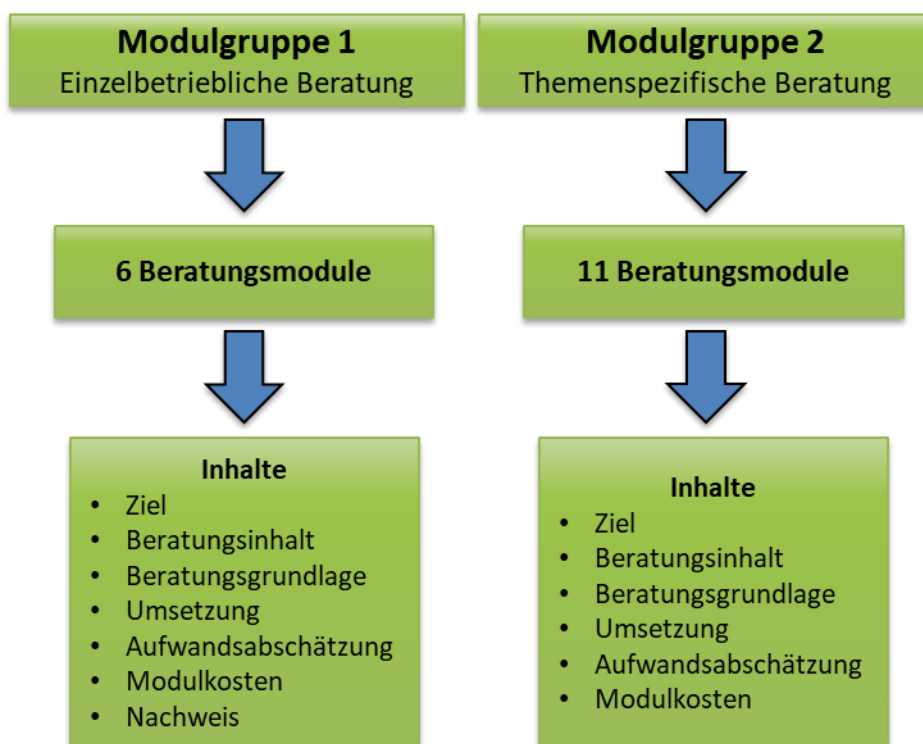 Modulgruppe 1
Einzelbetriebliche Beratung
6 Beratungsmodule
Inhalte
• Ziel
• Beratungsinhalt
• Beratungsgrundlage
• Umsetzung
• Aufwandsabschätzung
• Modulkosten
• Nachweis
Modulgruppe 2
Themenspezifische Beratung
11 Beratungsmodule
Inhalte
• Ziel
• Beratungsinhalt
• Beratungsgrundlage
• Umsetzung
• Aufwandsabschätzung
• Modulkosten